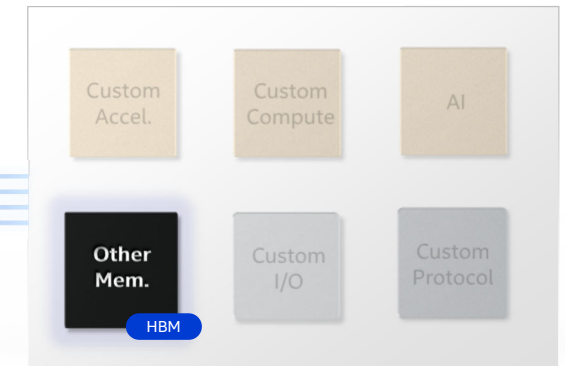 Custom
Accel.
Custom
Compute
AI
Other
Mem.
HBM
Custom
I/O
Custom
Protocol